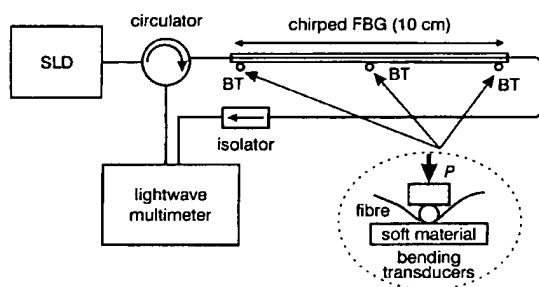 circulator
chirped FBG (10 cm)
SLD
BT
BT
BT
isolator
lightwave
multimeter
P
fibre
soft material
bending
transducers